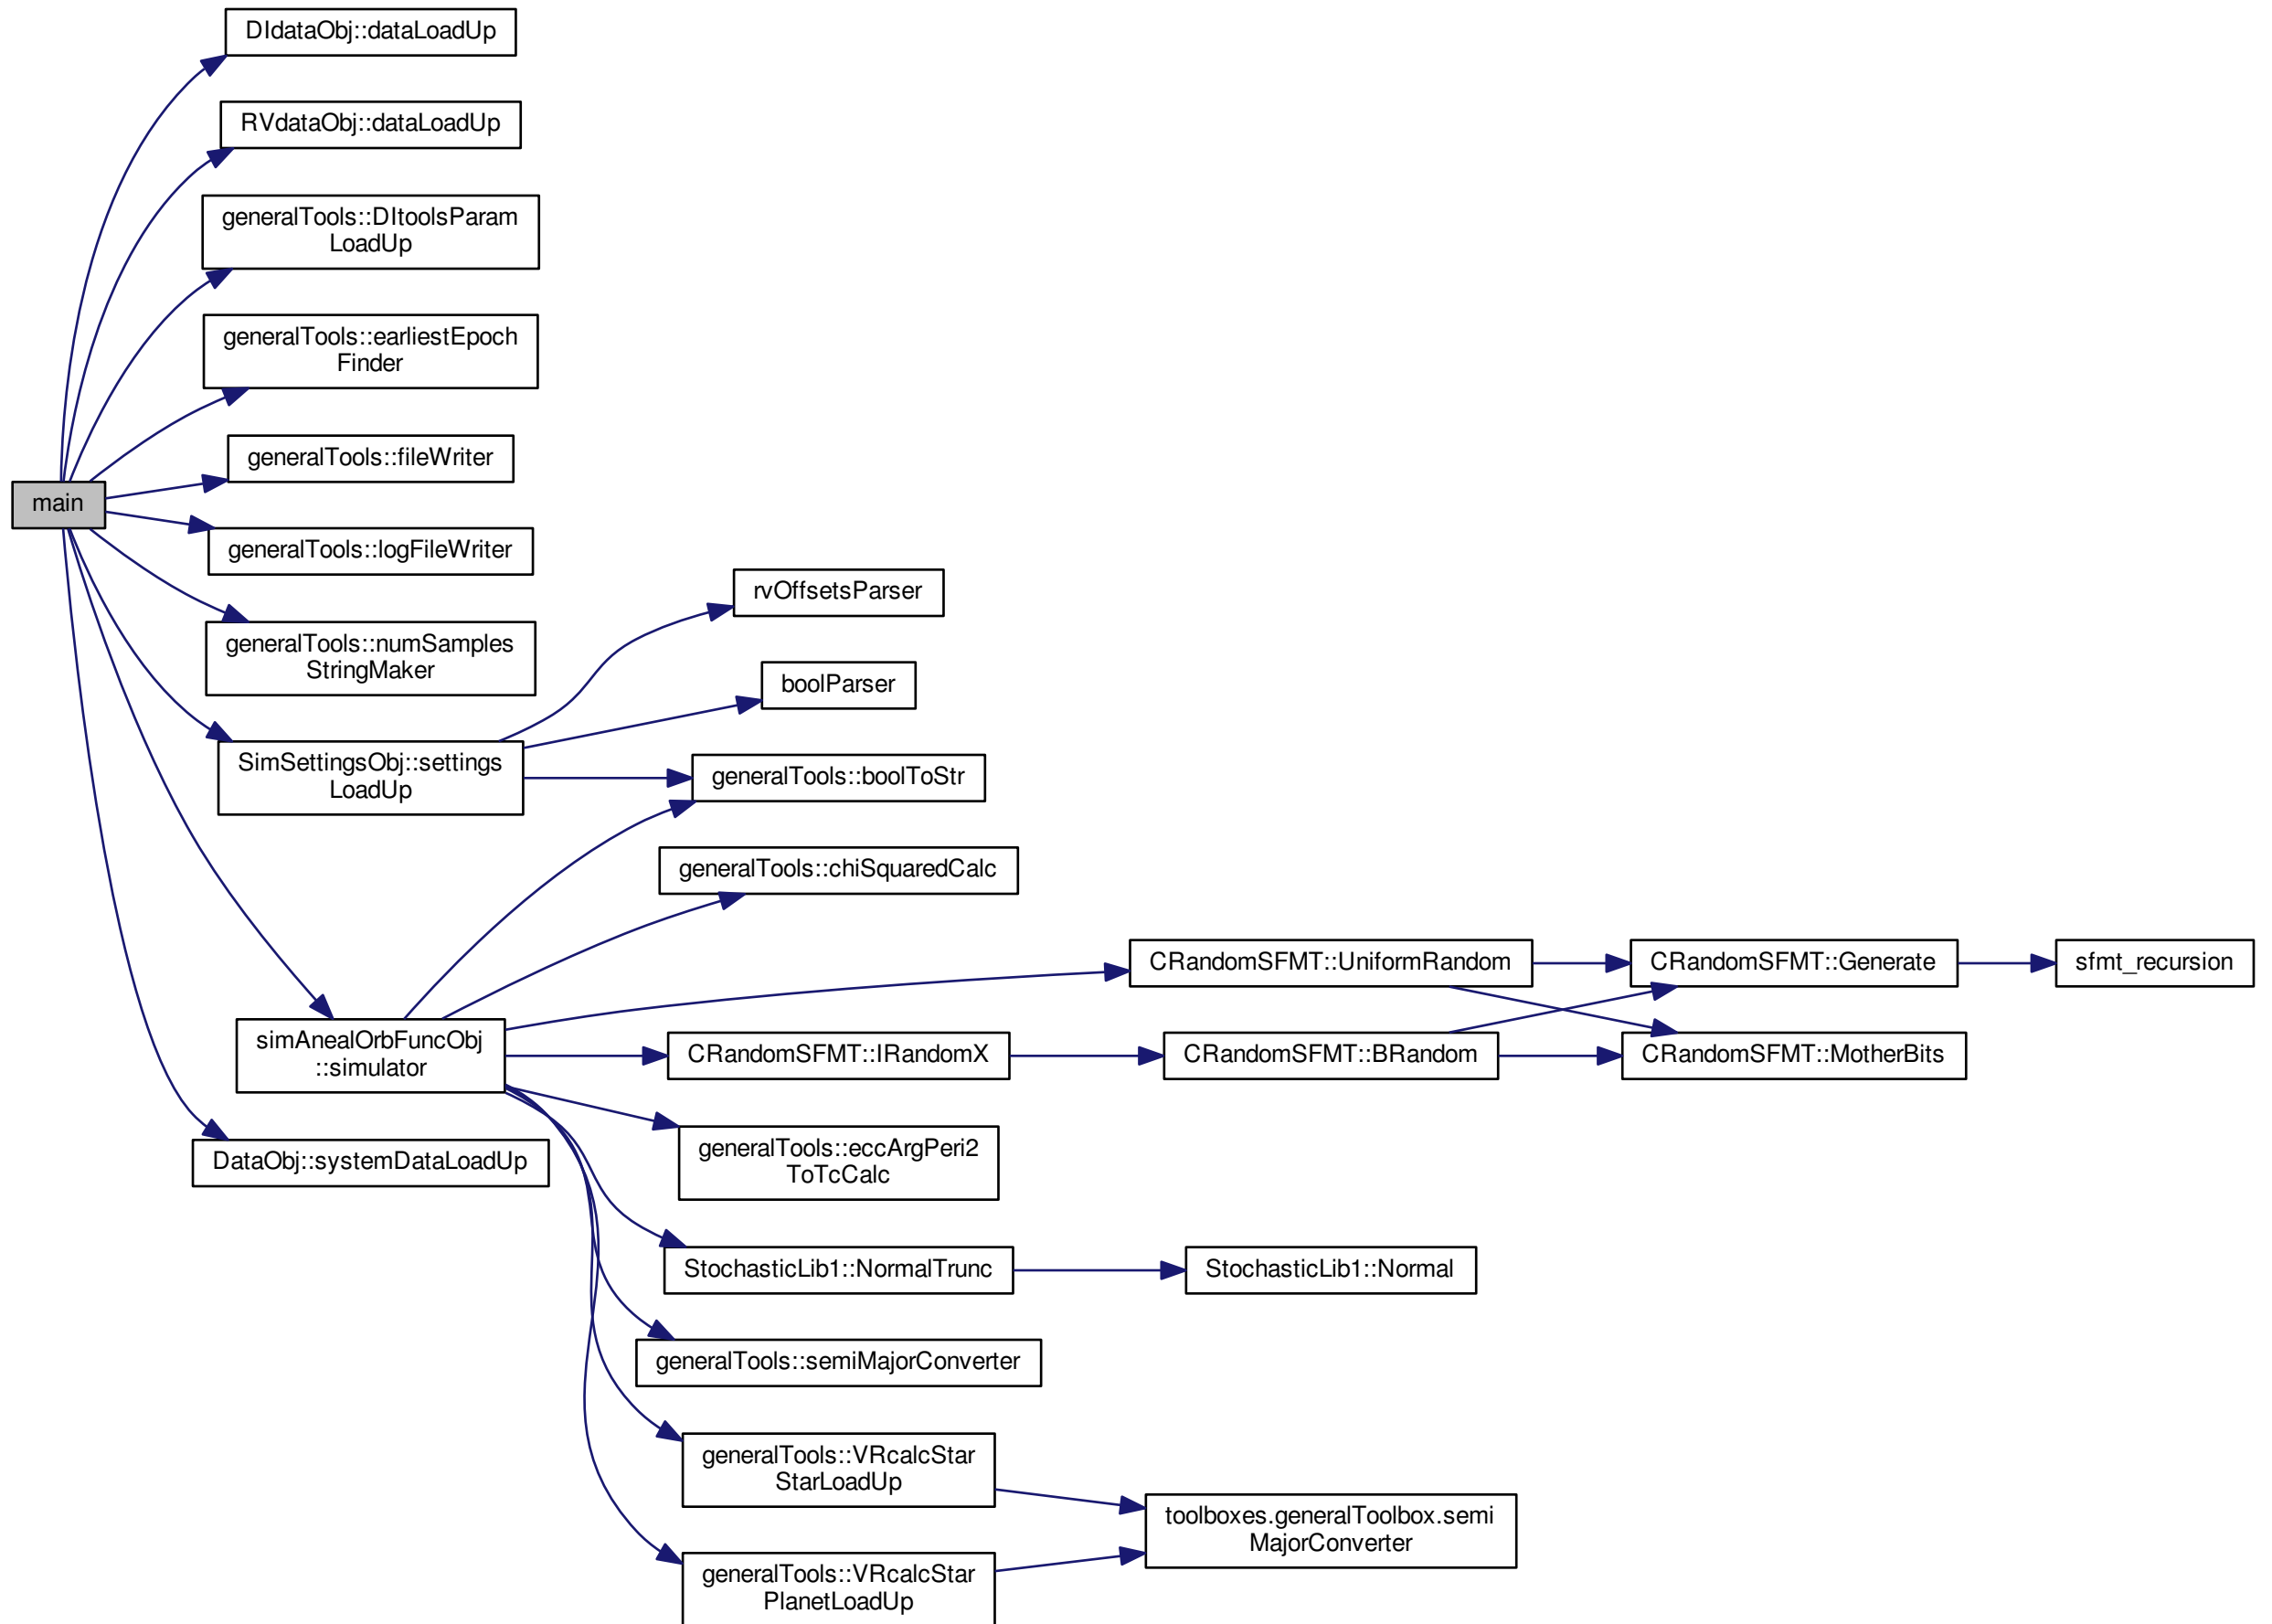 DIdataObj::dataLoadUp
RVdataObj::dataLoadUp
generalTools::DItoolsParam
LoadUp
generalTools::earliestEpoch
Finder
generalTools::fileWriter
main
generalTools::logFileWriter
rvOffsetsParser
generalTools::numSamples
StringMaker
boolParser
SimSettingsObj::settings
LoadUp
generalTools::boolToStr
generalTools::chiSquaredCalc
CRandomSFMT::UniformRandom
CRandomSFMT::Generate
sfmt_recursion
simAnealOrbFuncObj
::simulator
CRandomSFMT::IRandomX
CRandomSFMT::BRandom
CRandomSFMT::MotherBits
DataObj::systemDataLoadUp
generalTools::eccArgPeri2
ToTcCalc
StochasticLib1::NormalTrunc
StochasticLib1::Normal
generalTools::semiMajorConverter
generalTools::VRcalcStar
StarLoadUp
toolboxes.generalToolbox.semi
MajorConverter
generalTools::VRcalcStar
PlanetLoadUp